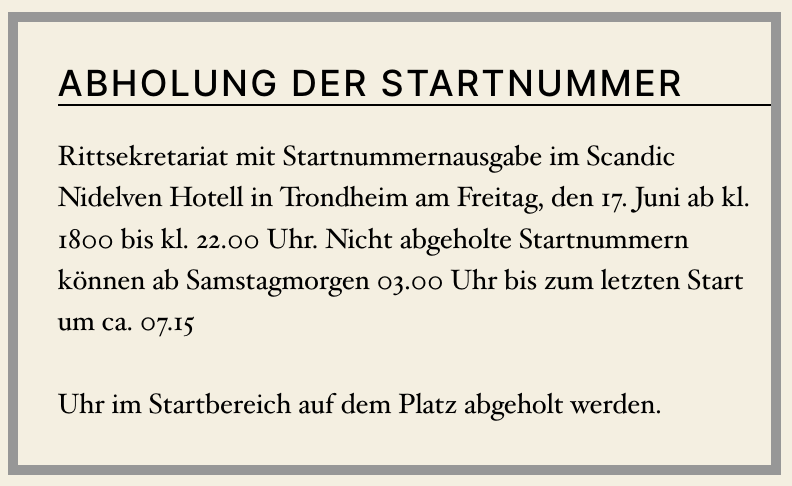 ABHOLUNG DER STARTNUMMER
Rittsekretariat mit Startnummernausgabe im Scandic
Nidelven Hotell in Trondheim am Freitag, den 17. Juni ab kl.
1800 bis kl. 22.00 Uhr. Nicht abgeholte Startnummern
können ab Samstagmorgen 03.00 Uhr bis zum letzten Start
um ca. 07.15
Uhr im Startbereich auf dem Platz abgeholt werden.